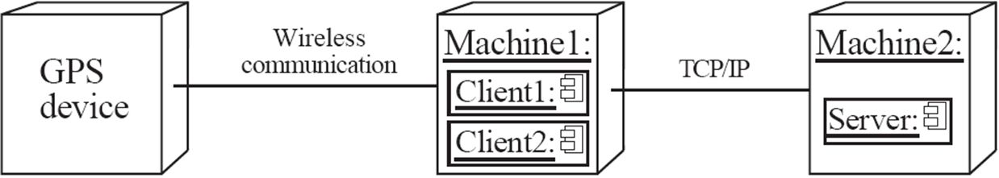 GPS
device
Wireless
communication
Machine1:
Client1:
Client2:
TCP/IP
Machine2:
Server: